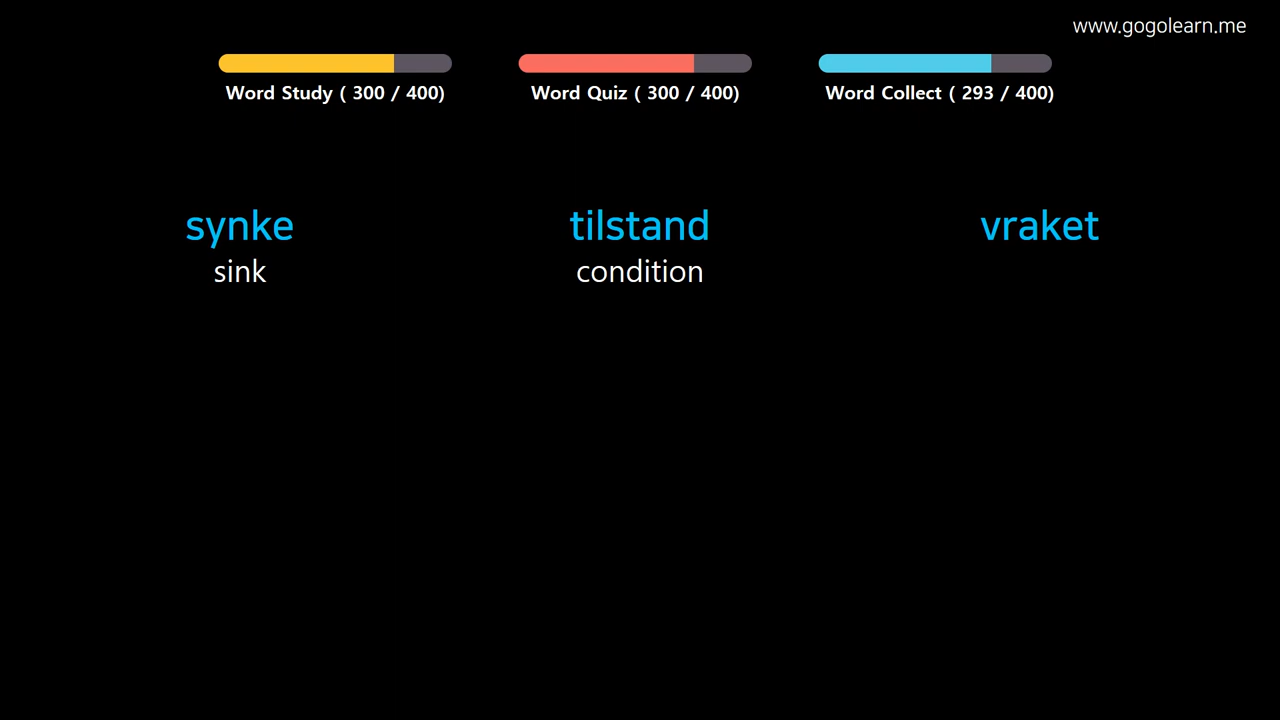 www.gogolearn.me
Word Study ( 300 / 400)
Word Quiz ( 300 / 400)
Word Collect ( 293 / 400)
synke
sink
tilstand
condition
vraket